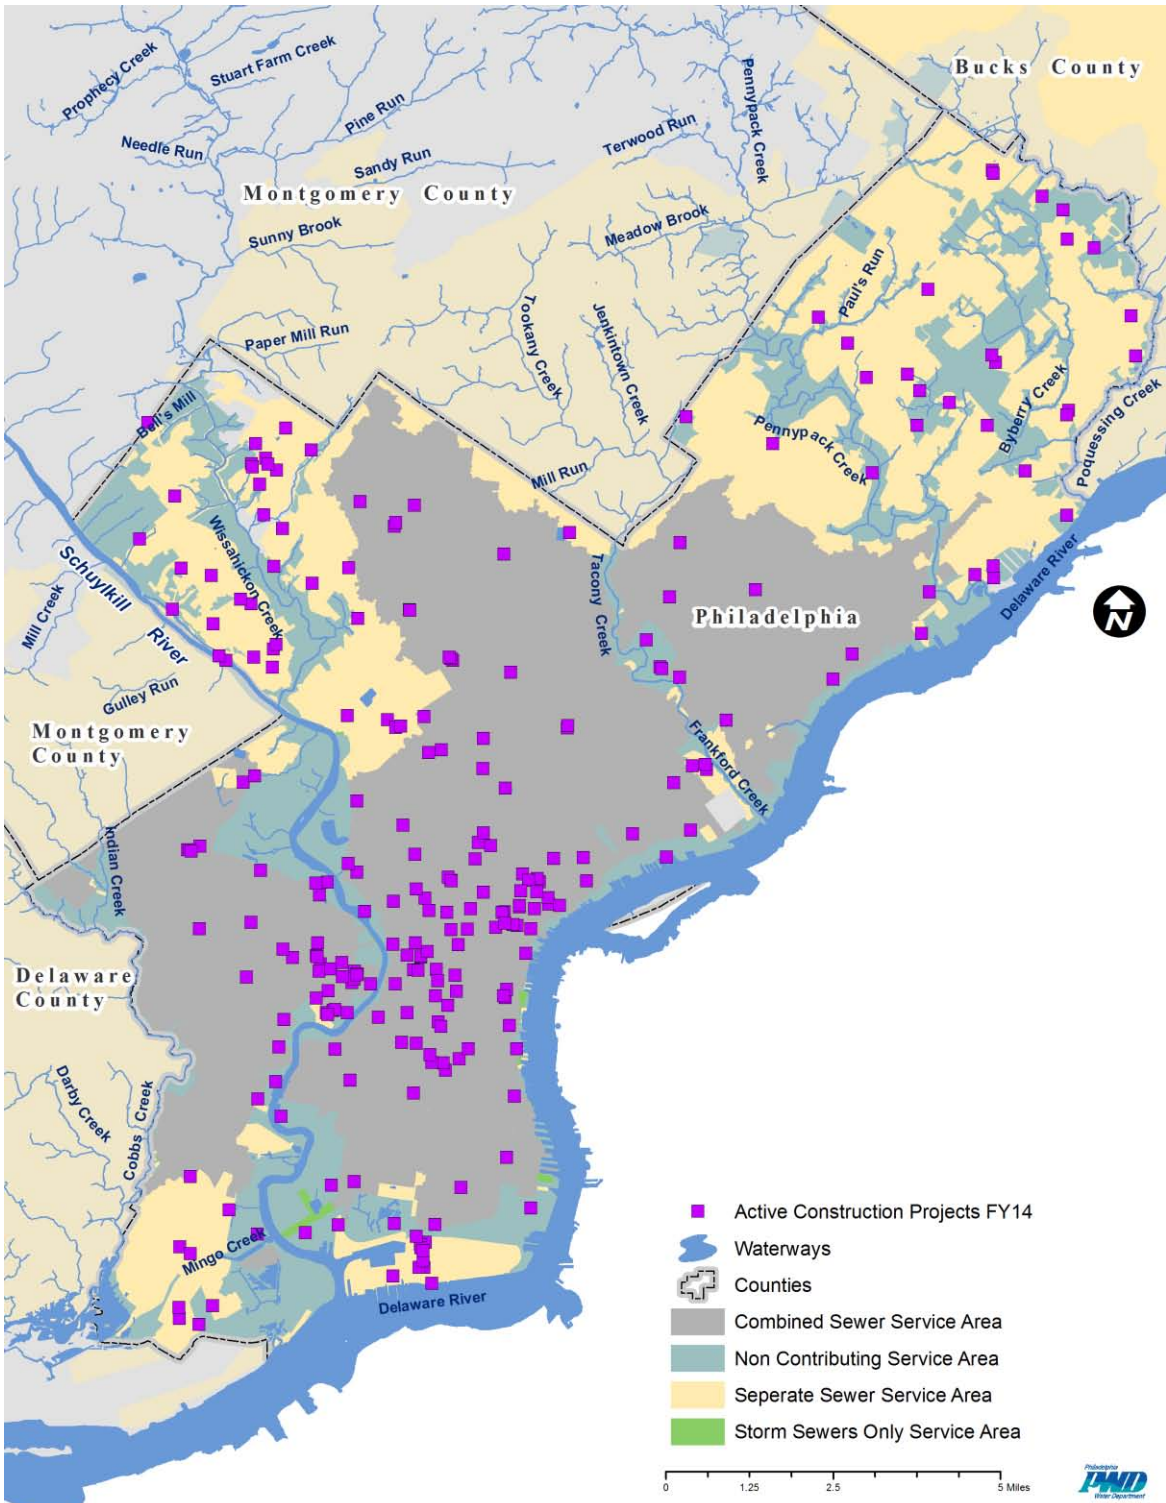 Bucks County
Prophecy Creek
Stuart Farm Creek
Pine Run
Needle Run
Sandy Run
Terwood Run
Pennypack Creek
Montgomery County
Sunny Brook
Meadow Brook
Paul's Run
Tookany Creek
Jenkintown Creek
Paper Mill Run
Bell's Mill
Byberry Creek
Poquessing Creek
Pennypack Creek
Mill Run
Wissahickon Creek
Schuylkill
River
Tacony Creek
Delaware River
N
Mill Creek
Philadelphia
Gulley Run
Montgomery
County
Frankford Creek
Indian Creek
Delaware
County
Darby Creek
Cobbs Creek
Mingo Creek
Delaware River
Active Construction Projects FY14
Waterways
Counties
Combined Sewer Service Area
Non Contributing Service Area
Seperate Sewer Service Area
Storm Sewers Only Service Area
0 1.25 2.5 5 Miles
Philadelphia
PWD
Water Department